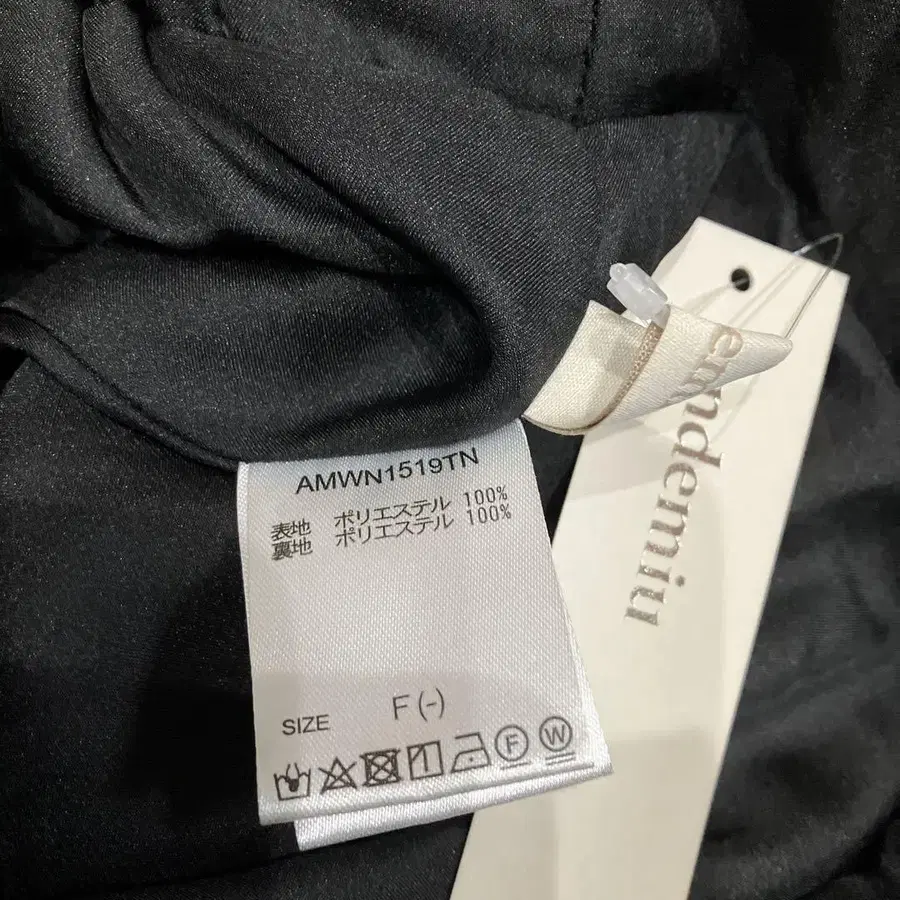 AMWN1519TN
表地 ポリエステル 100%
裏地 ポリエステル 100%
SIZE F (-)
F W
endemiu